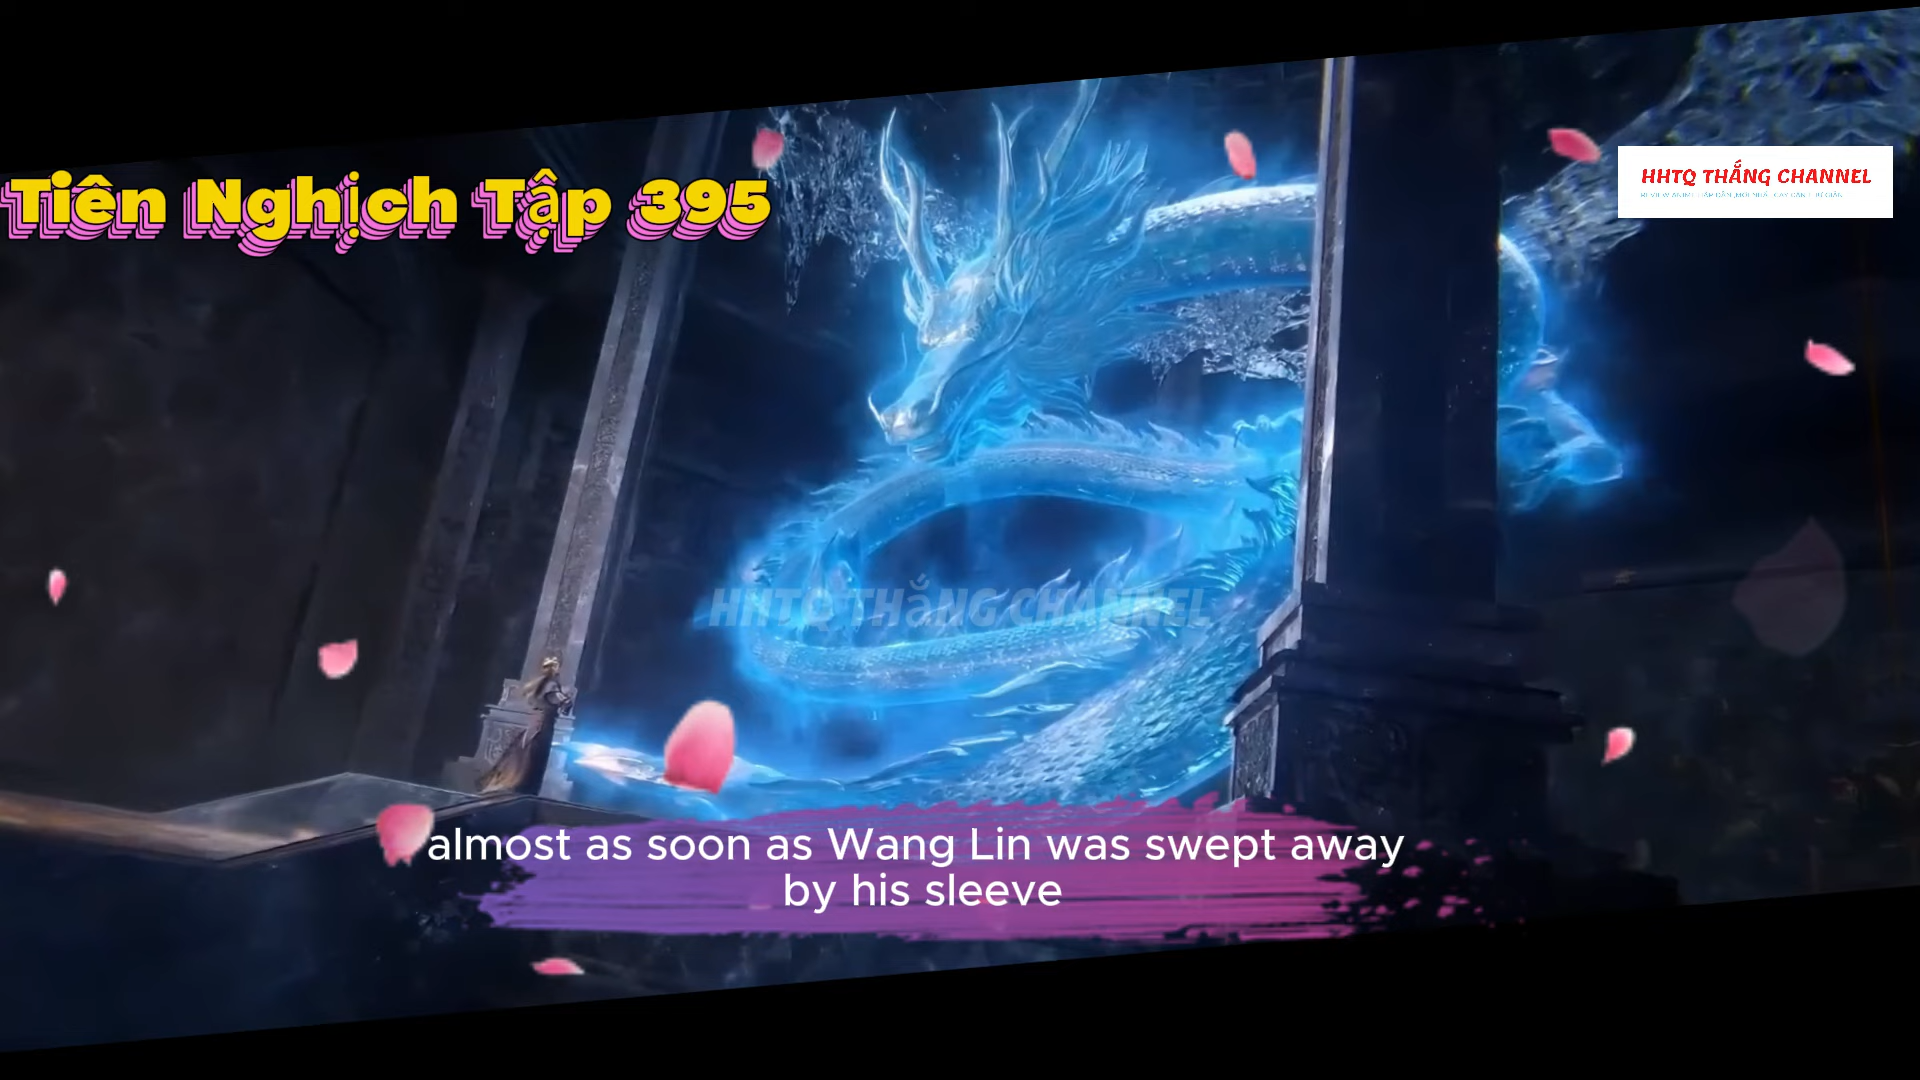 Tiên Nghịch Tập 395
HHTQ THẮNG CHANNEL
HHTQ THẮNG CHANNEL
almost as soon as Wang Lin was swept away
by his sleeve